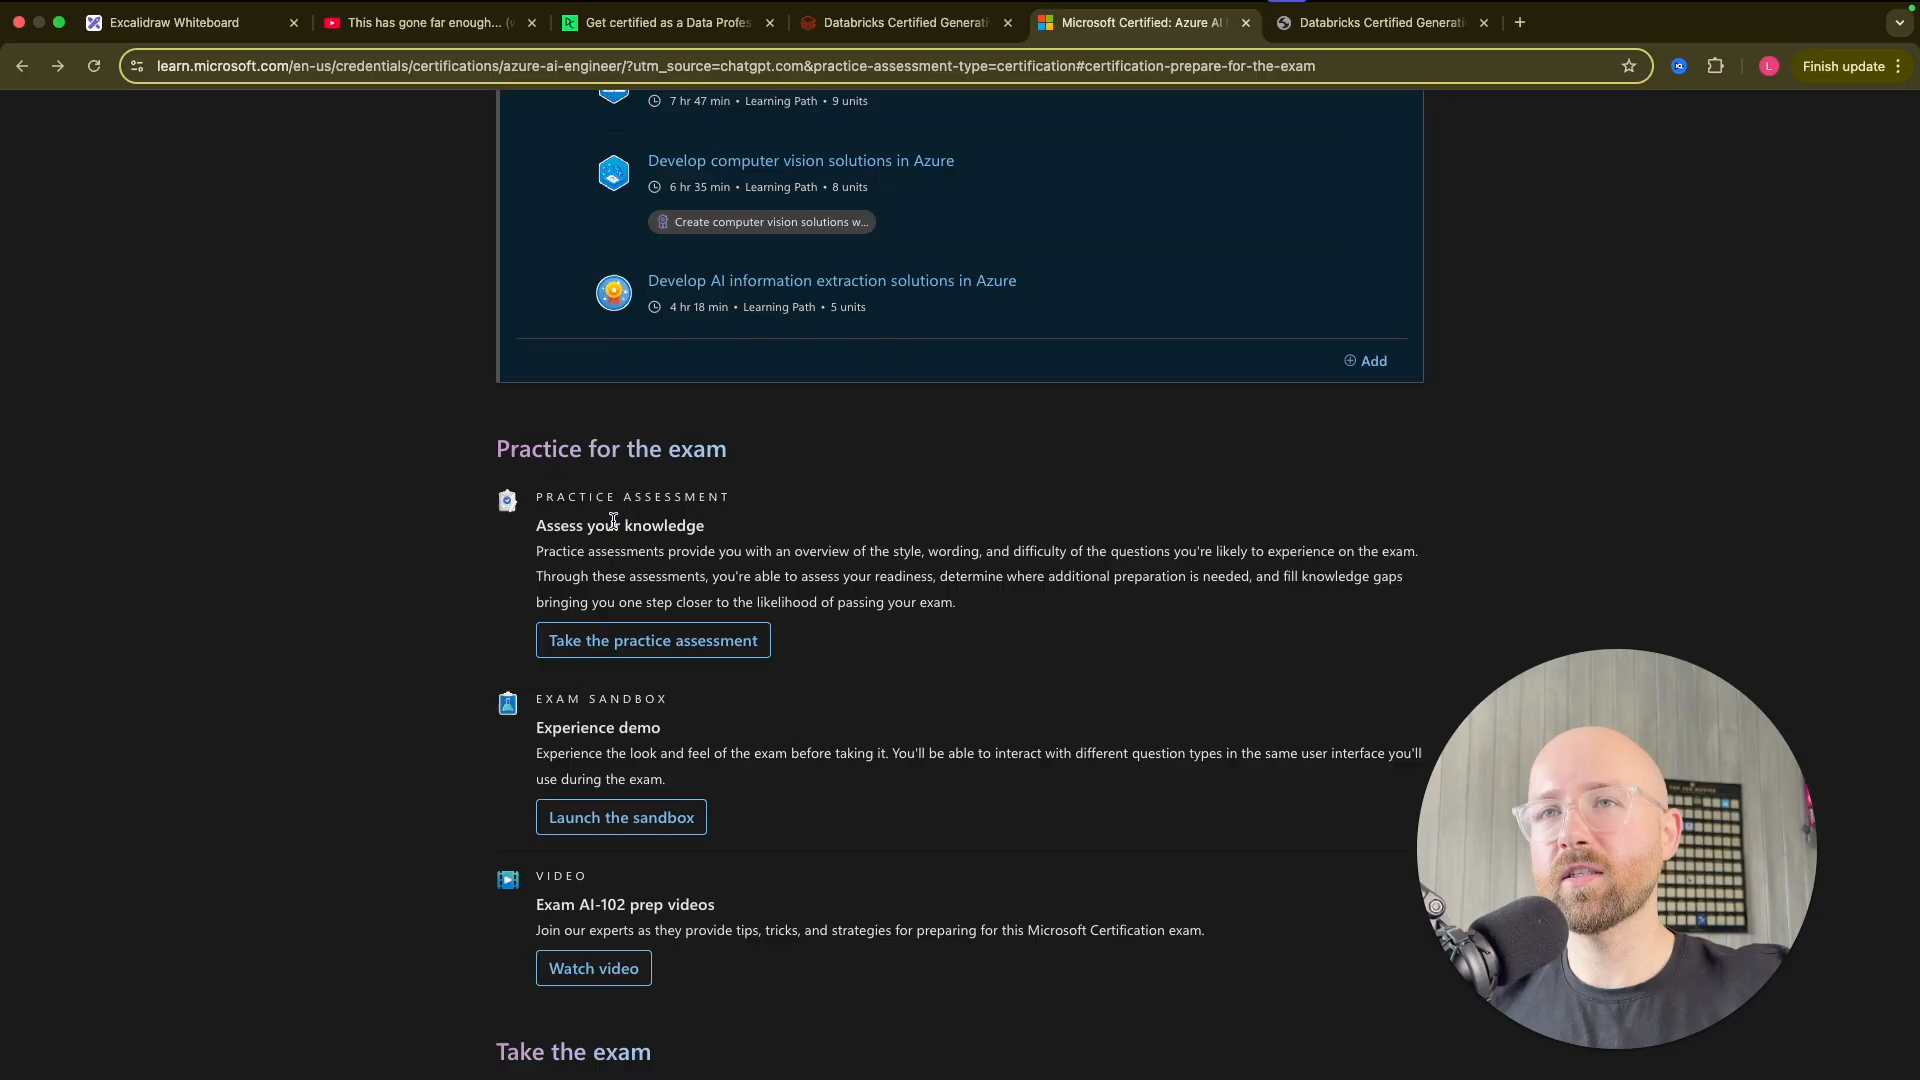 Excalidraw Whiteboard
This has gone far enough... (w
Get certified as a Data Profes
Databricks Certified Generati
Microsoft Certified: Azure AI
Databricks Certified Generati
learn.microsoft.com/en-us/credentials/certifications/azure-ai-engineer/?utm_source=chatgpt.com&practice-assessment-type=certification#certification-prepare-for-the-exam
L
Finish update
7 hr 47 min • Learning Path • 9 units
Develop computer vision solutions in Azure
6 hr 35 min • Learning Path • 8 units
Create computer vision solutions w...
Develop AI information extraction solutions in Azure
4 hr 18 min • Learning Path • 5 units
Add
Practice for the exam
PRACTICE ASSESSMENT
Assess your knowledge
Practice assessments provide you with an overview of the style, wording, and difficulty of the questions you're likely to experience on the exam.
Through these assessments, you're able to assess your readiness, determine where additional preparation is needed, and fill knowledge gaps
bringing you one step closer to the likelihood of passing your exam.
Take the practice assessment
EXAM SANDBOX
Experience demo
Experience the look and feel of the exam before taking it. You'll be able to interact with different question types in the same user interface you'll
use during the exam.
Launch the sandbox
VIDEO
Exam AI-102 prep videos
Join our experts as they provide tips, tricks, and strategies for preparing for this Microsoft Certification exam.
Watch video
Take the exam